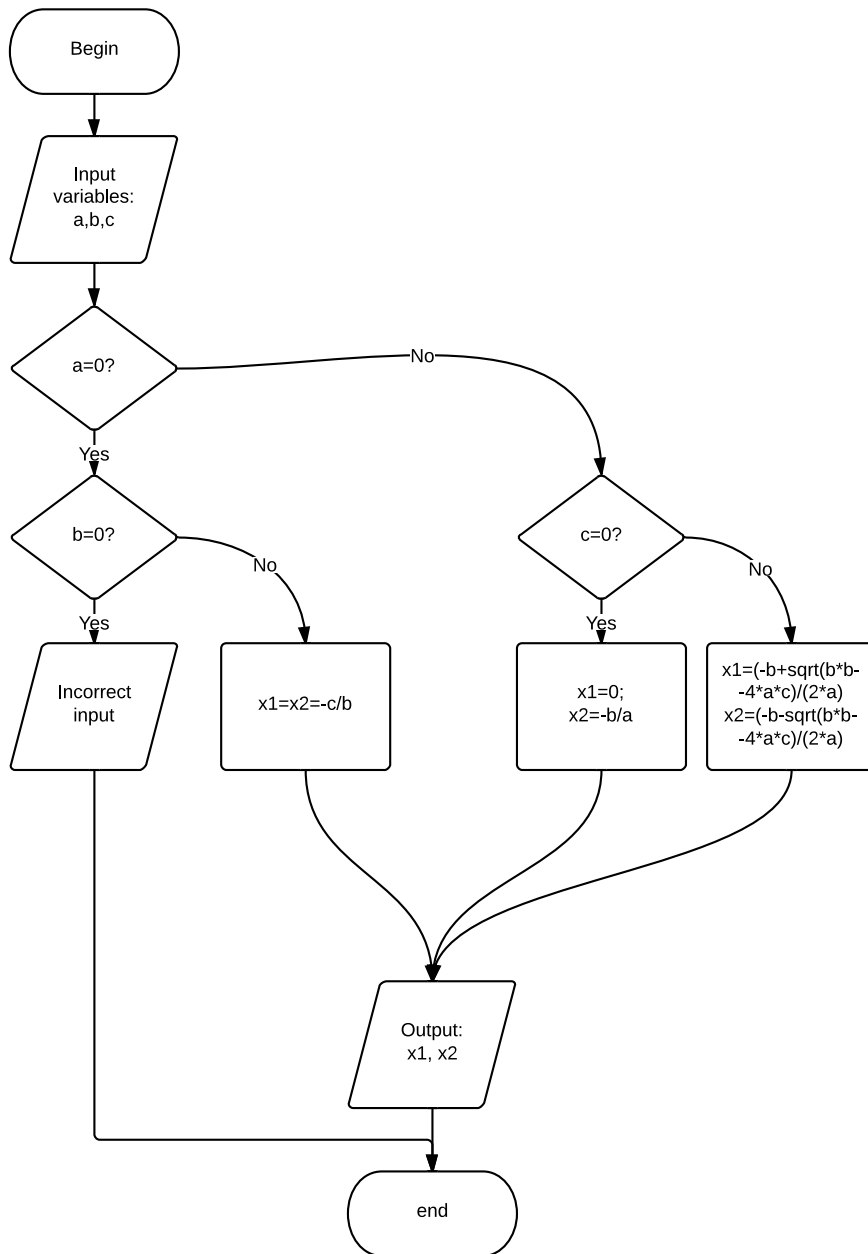 Begin
Input
variables:
a,b,c
a=0?
No
Yes
b=0?
No
c=0?
No
Yes
Yes
Incorrect
input
x1=x2=-c/b
x1=0;
x2=-b/a
x1=(-b+sqrt(b*b-
-4*a*c)/(2*a)
x2=(-b-sqrt(b*b-
-4*a*c)/(2*a)
Output:
x1, x2
end